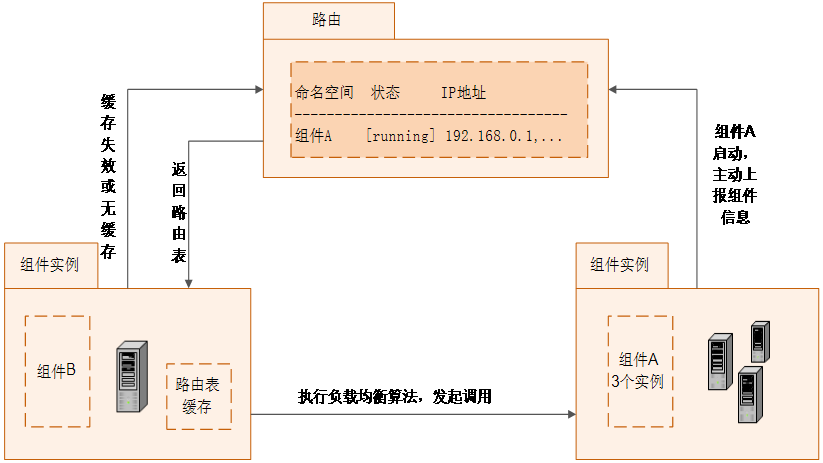 路由
命名空间 状态 IP地址
---------------------------------
组件A [running] 192.168.0.1,...
缓
存
失
效
或
无
缓
存
返
回
路
由
表
组件A
启动，
主动上
报组件
信息
组件实例
组件B
路由表
缓存
执行负载均衡算法，发起调用
组件实例
组件A
3个实例